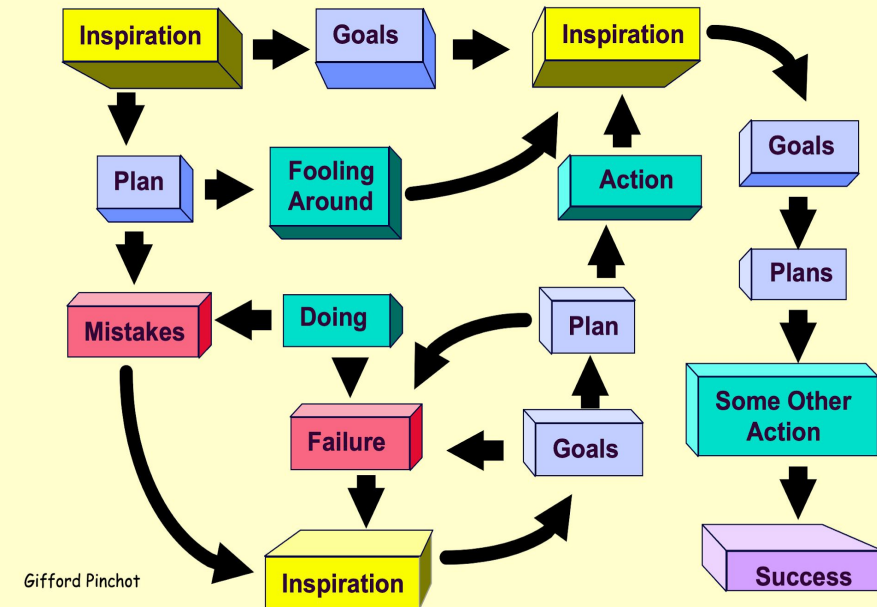 Inspiration
Goals
Inspiration
Goals
Plan
Fooling
Around
Action
Plans
Mistakes
Doing
Plan
Some Other
Action
Failure
Goals
Inspiration
Success
Gifford Pinchot